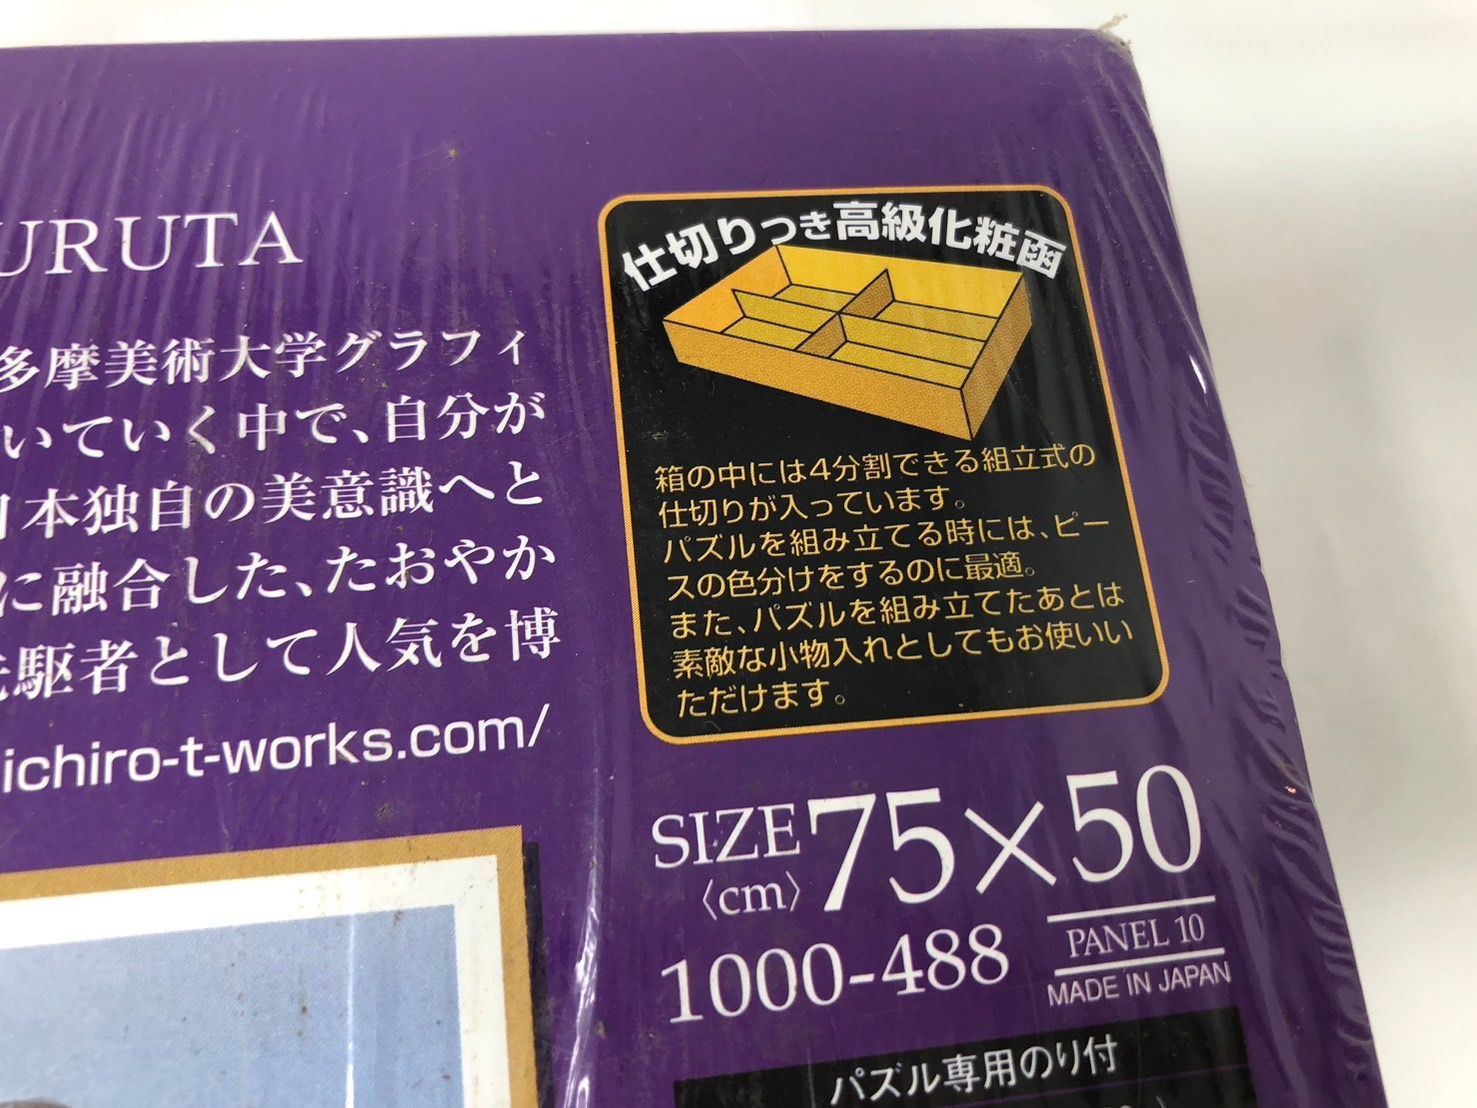 URUTA
多摩美術大学グラフィ
いていく中で、自分が
日本独自の美意識へと
に融合した、たおやか
先駆者として人気を博
ichiro-t-works.com/
仕切りつき高級化粧函
箱の中には4分割できる組立式の
仕切りが入っています。
パズルを組み立てる時には、ピー
スの色分けをするのに最適。
また、パズルを組み立てたあとは
素敵な小物入れとしてもお使いい
ただけます。
SIZE 75×50
〈cm〉
1000-488
PANEL 10
MADE IN JAPAN
パズル専用のり付